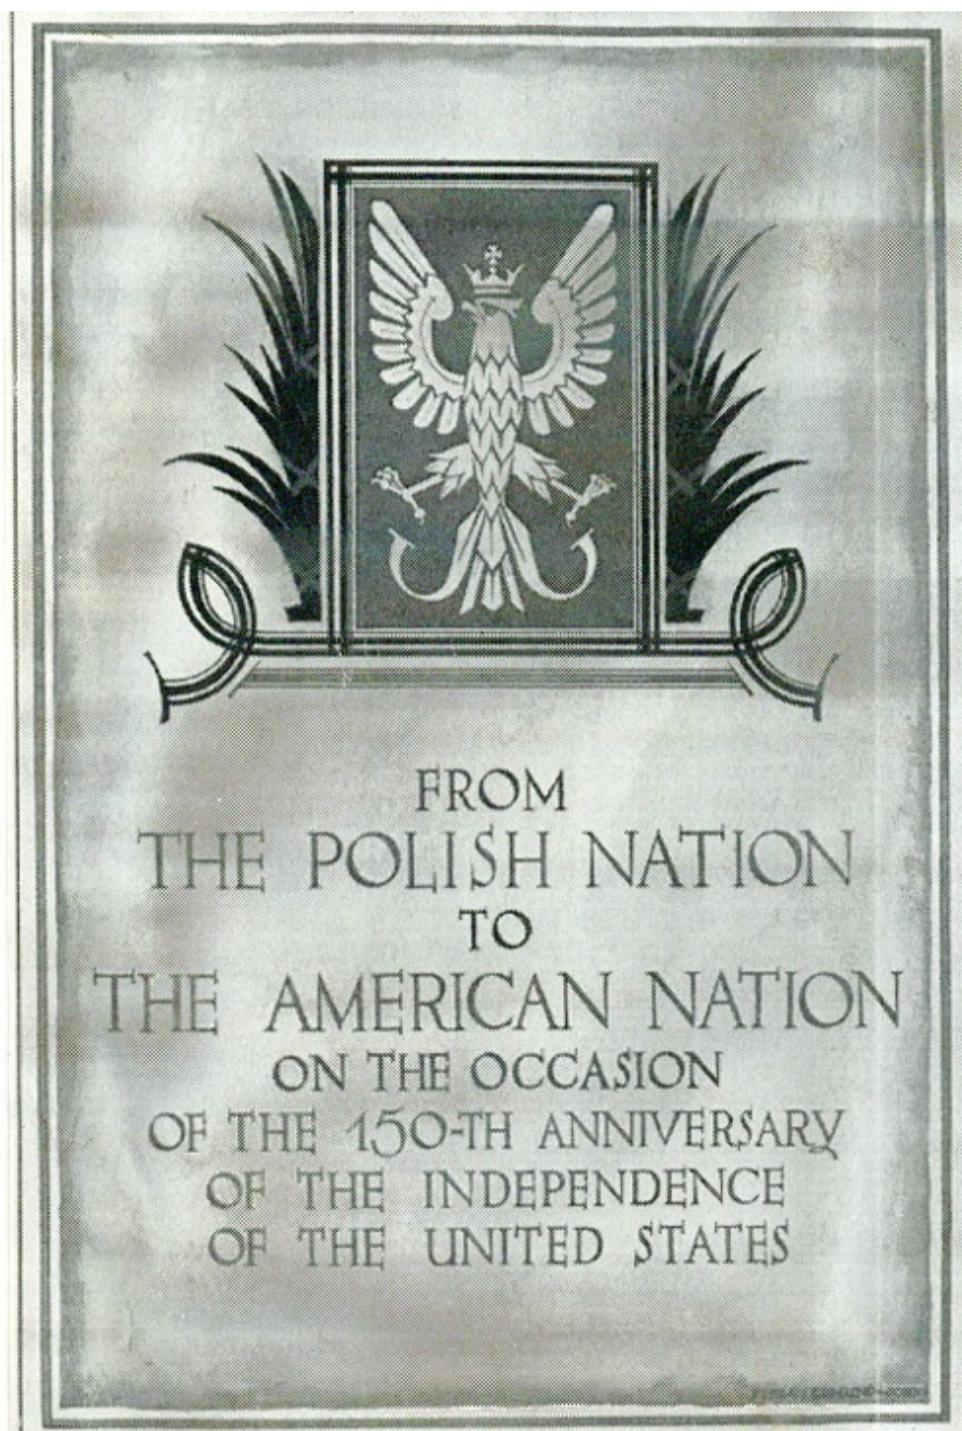 FROM
THE POLISH NATION
TO
THE AMERICAN NATION
ON THE OCCASION
OF THE 150-TH ANNIVERSARY
OF THE INDEPENDENCE
OF THE UNITED STATES